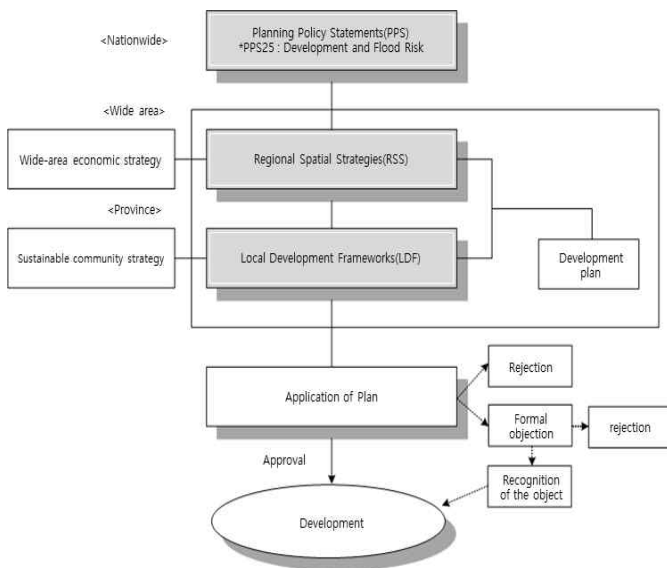 <Nationwide>
Planning Policy Statements(PPS)
*PPS25 : Development and Flood Risk
<Wide area>
Wide-area economic strategy
Regional Spatial Strategies(RSS)
<Province>
Sustainable community strategy
Local Development Frameworks(LDF)
Development
plan
Application of Plan
Rejection
Formal
objection
rejection
Approval
Recognition
of the object
Development